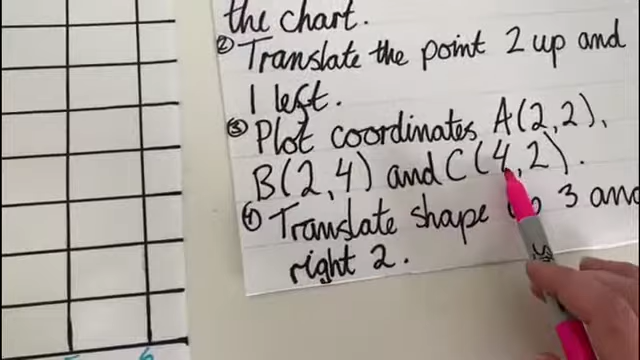 the chart.
② Translate the point 2 up and
1 left.
③ Plot coordinates A(2,2),
B(2,4) and C(4,2).
④ Translate shape up 3 and
right 2.